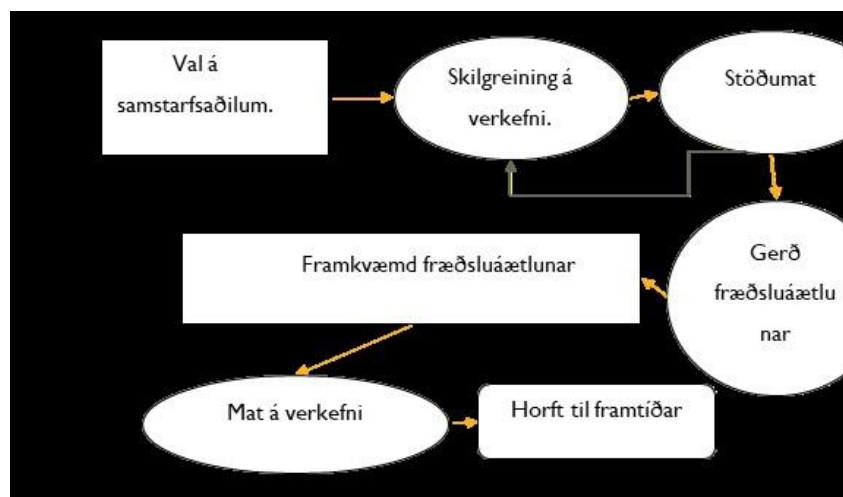 Val á
samstarfsaðilum.
Skilgreining á
verkefni.
Stöðumat
Gerð
fræðsluáætlu
nar
Framkvæmd fræðsluáætlunar
Mat á verkefni
Horft til framtíðar